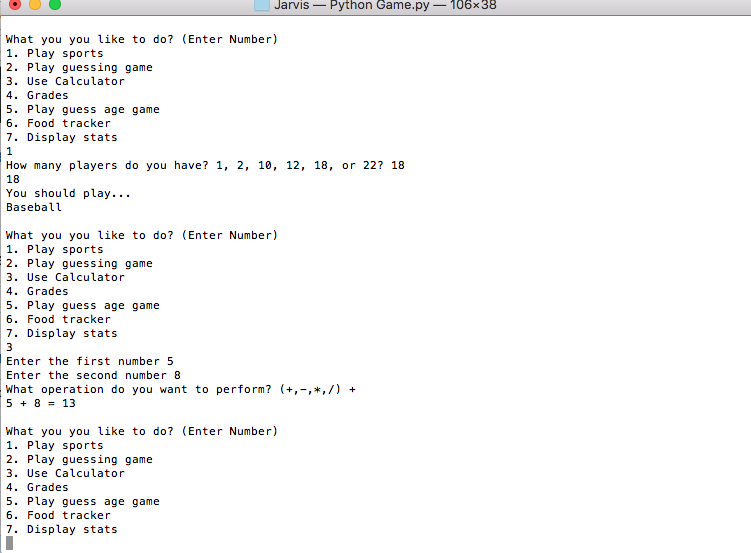 Jarvis — Python Game.py — 106×38
What you you like to do? (Enter Number)
1. Play sports
2. Play guessing game
3. Use Calculator
4. Grades
5. Play guess age game
6. Food tracker
7. Display stats
1
How many players do you have? 1, 2, 10, 12, 18, or 22? 18
18
You should play...
Baseball
What you you like to do? (Enter Number)
1. Play sports
2. Play guessing game
3. Use Calculator
4. Grades
5. Play guess age game
6. Food tracker
7. Display stats
3
Enter the first number 5
Enter the second number 8
What operation do you want to perform? (+,-,*,/) +
5 + 8 = 13
What you you like to do? (Enter Number)
1. Play sports
2. Play guessing game
3. Use Calculator
4. Grades
5. Play guess age game
6. Food tracker
7. Display stats